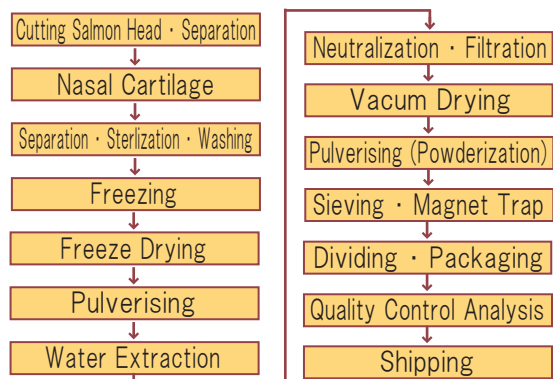 Cutting Salmon Head · Separation
Nasal Cartilage
Separation · Sterlization · Washing
Freezing
Freeze Drying
Pulverising
Water Extraction
Neutralization · Filtration
Vacum Drying
Pulverising (Powderization)
Sieving · Magnet Trap
Dividing · Packaging
Quality Control Analysis
Shipping